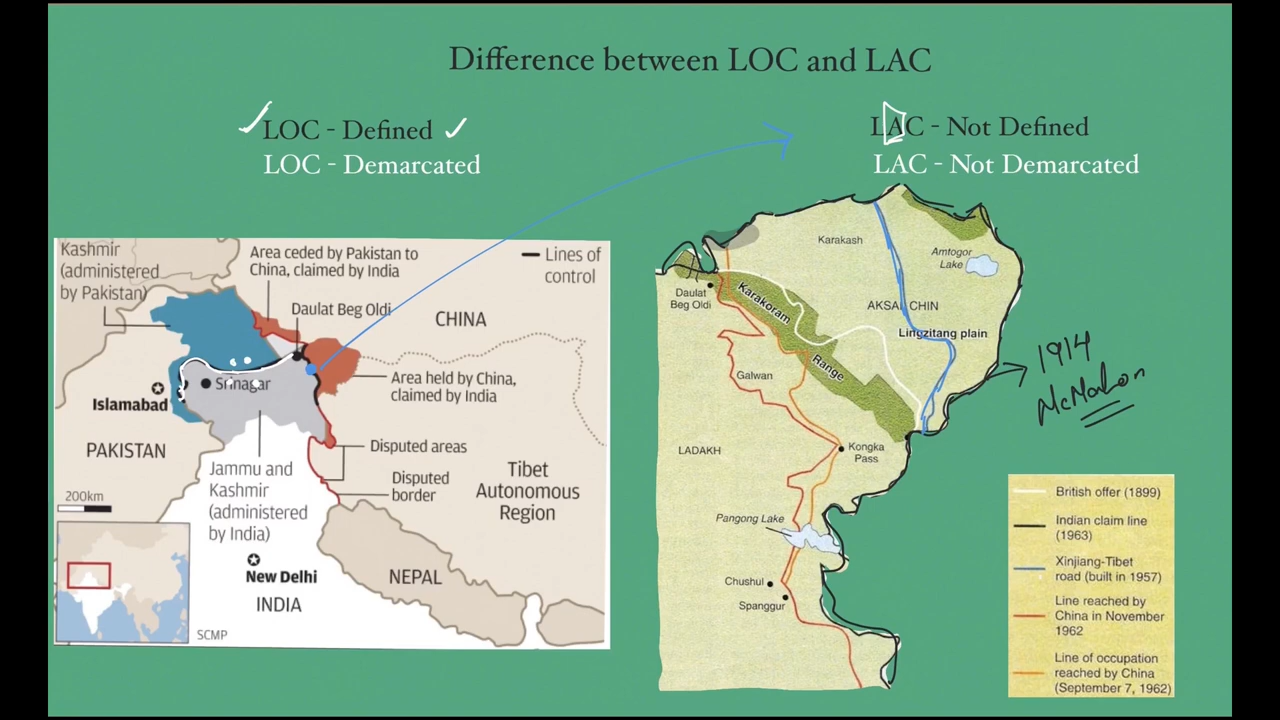 Difference between LOC and LAC
LOC - Defined
LOC - Demarcated
LAC - Not Defined
LAC - Not Demarcated
Kashmir
(administered
by Pakistan)
Area ceded by Pakistan to
China, claimed by India
Lines of
control
Daulat Beg Oldi
CHINA
Srinagar
Islamabad
Area held by China,
claimed by India
PAKISTAN
Disputed areas
Disputed
border
Tibet
Autonomous
Region
Jammu and
Kashmir
(administered
by India)
200km
New Delhi
INDIA
NEPAL
SCMP
Karakash
Amtogor
Lake
Daulat
Beg Oldi
Karakoram
Range
AKSAI CHIN
Lingzitang plain
Galwan
LADAKH
Kongka
Pass
Pangong Lake
Chushul
Spanggur
1914
McMahon
British offer (1899)
Indian claim line
(1963)
Xinjiang-Tibet
road (built in 1957)
Line reached by
China in November
1962
Line of occupation
reached by China
(September 7, 1962)